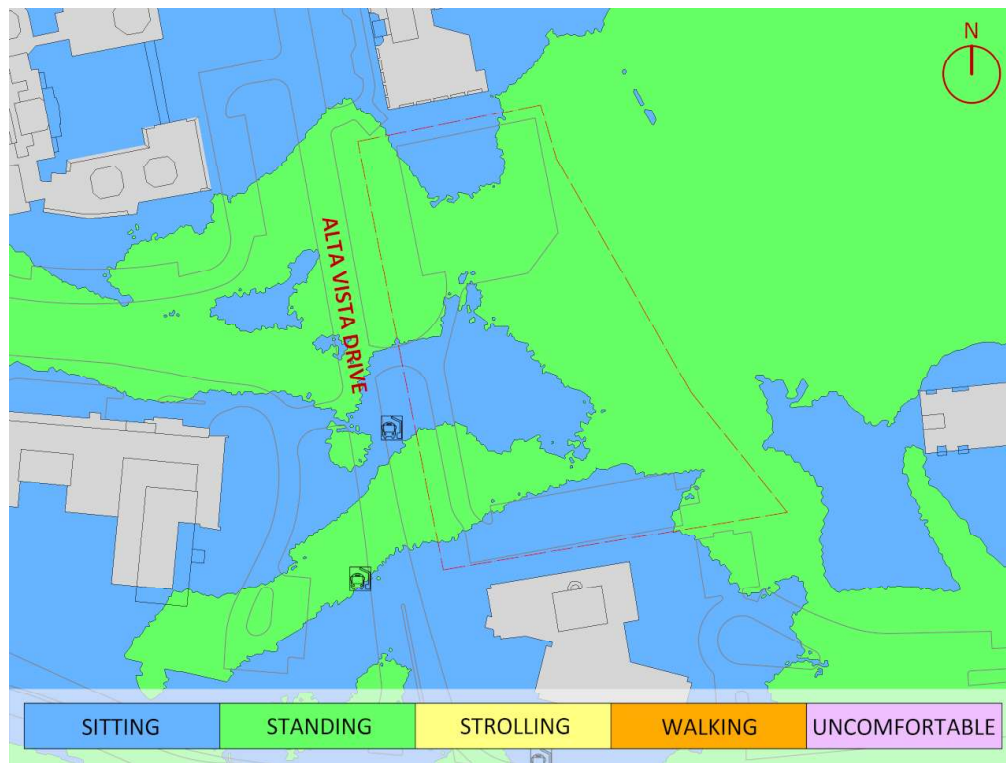 N
ALTA VISTA DRIVE
SITTING
STANDING
STROLLING
WALKING
UNCOMFORTABLE